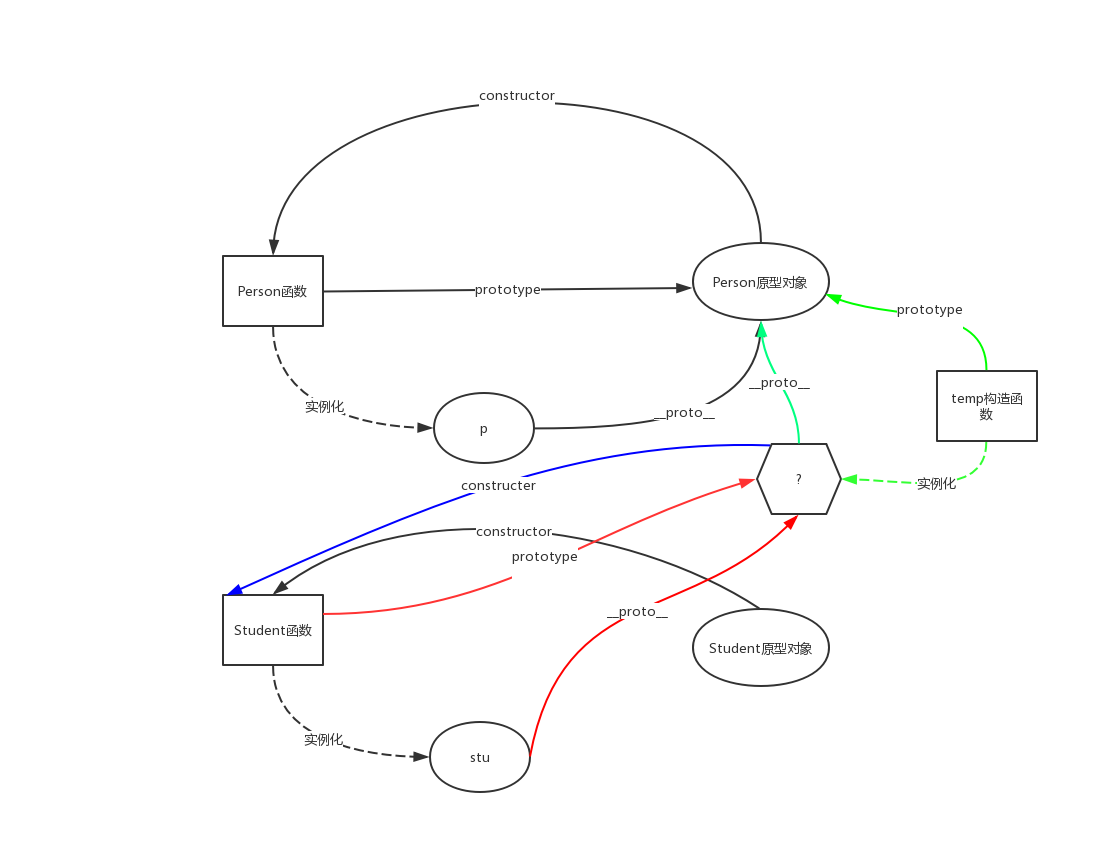 constructor
Person函数
prototype
Person原型对象
prototype
__proto__
temp构造函
数
实例化
p
__proto__
?
实例化
constructer
constructor
prototype
__proto__
Student函数
Student原型对象
实例化
stu